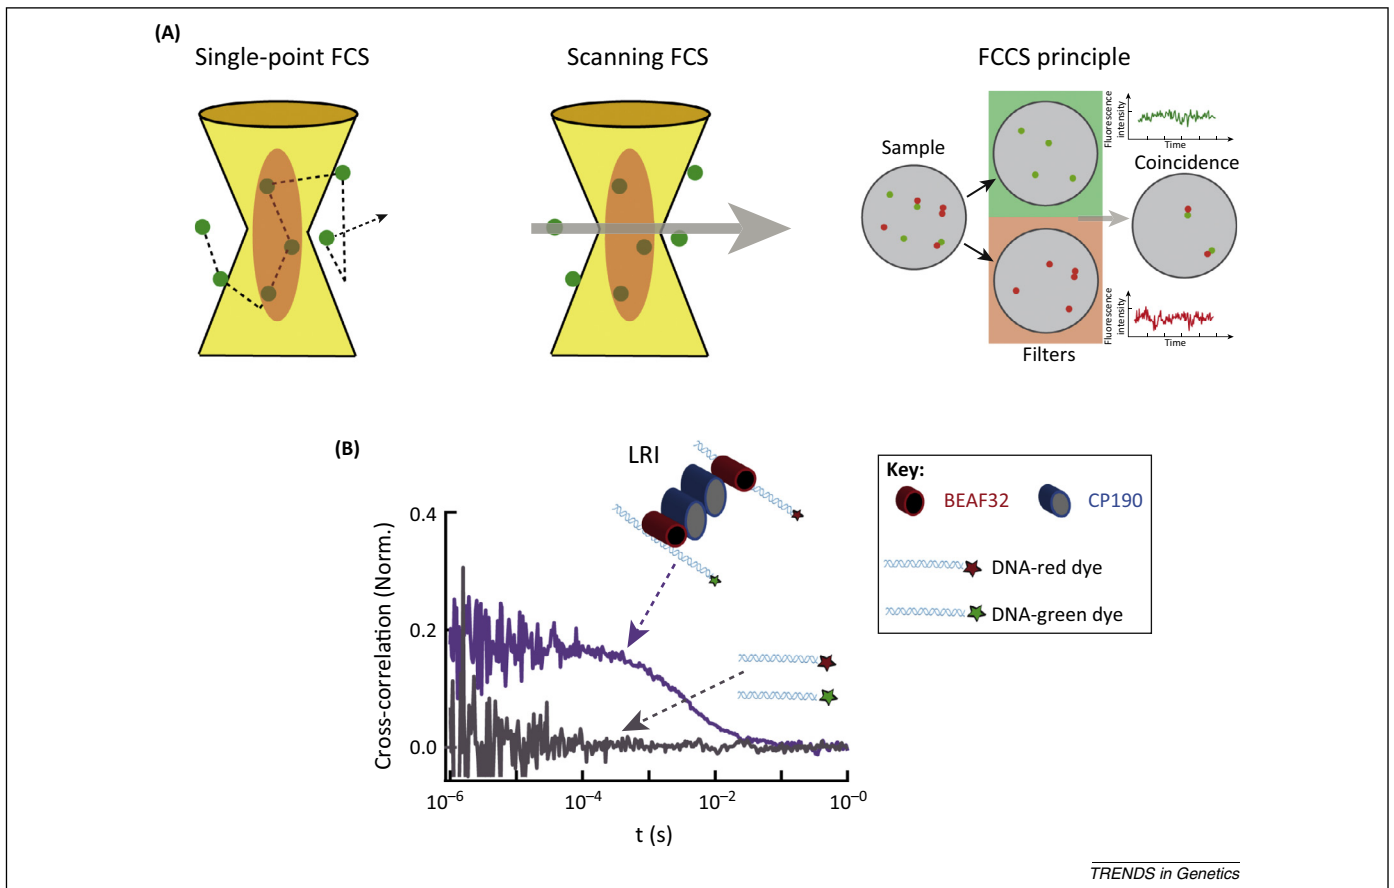 (A)
Single-point FCS
Scanning FCS
FCCS principle
Sample
Fluorescence
intensity
Time
Coincidence
Fluorescence
intensity
Time
Filters
(B)
LRI
Key:
BEAF32
CP190
DNA-red dye
DNA-green dye
Cross-correlation (Norm.)
0.4
0.2
0.0
10–6
10–4
10–2
10–0
t (s)
TRENDS in Genetics